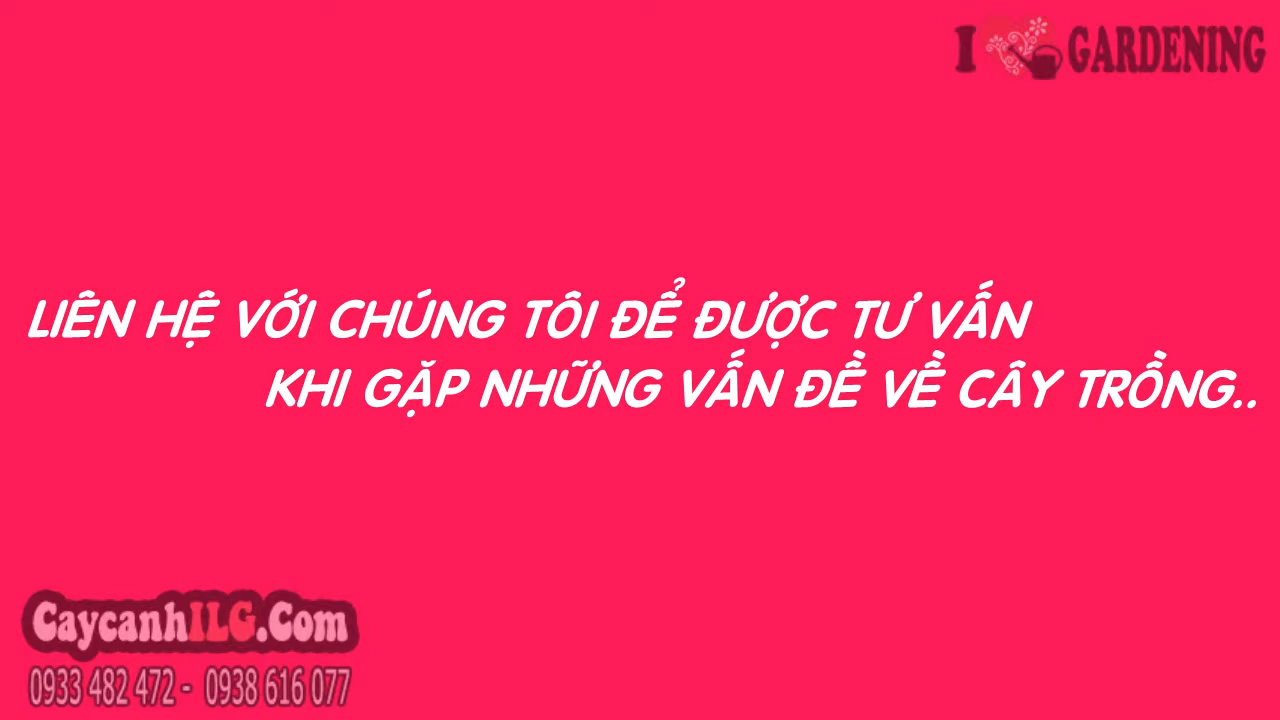 I GARDENING
LIÊN HỆ VỚI CHÚNG TÔI ĐỂ ĐƯỢC TƯ VẤN
KHI GẶP NHỮNG VẤN ĐỀ VỀ CÂY TRỒNG..
CaycanhILG.Com
0933 482 472 - 0938 616 077